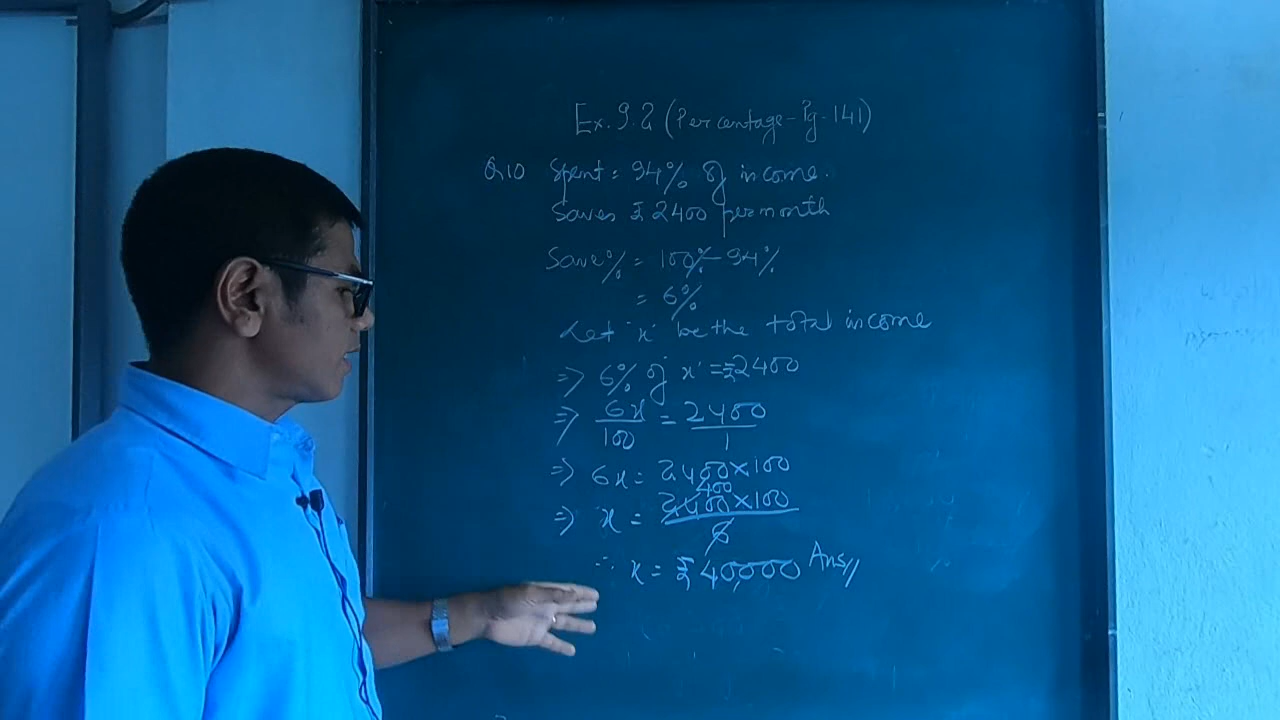 Ex. 9.2 (Percentage - Pg - 141)
Q.10 Spent = 94% of income.
Saves ₹ 2400 per month
Save% = 100% - 94%
= 6%
Let 'x' be the total income
=> 6% of 'x' = ₹2400
=> 6x/100 = 2400/1
=> 6x = 2400 × 100
400
=> x = 2400 × 100 / 6
∴ x = ₹ 40,000 Ans//